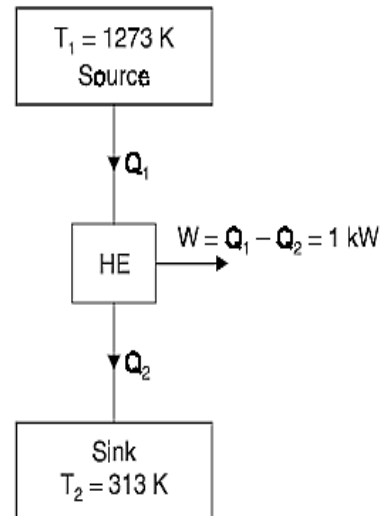 T₁ = 1273 K
Source
Q₁
W = Q₁ – Q₂ = 1 kW
HE
Q₂
Sink
T₂ = 313 K